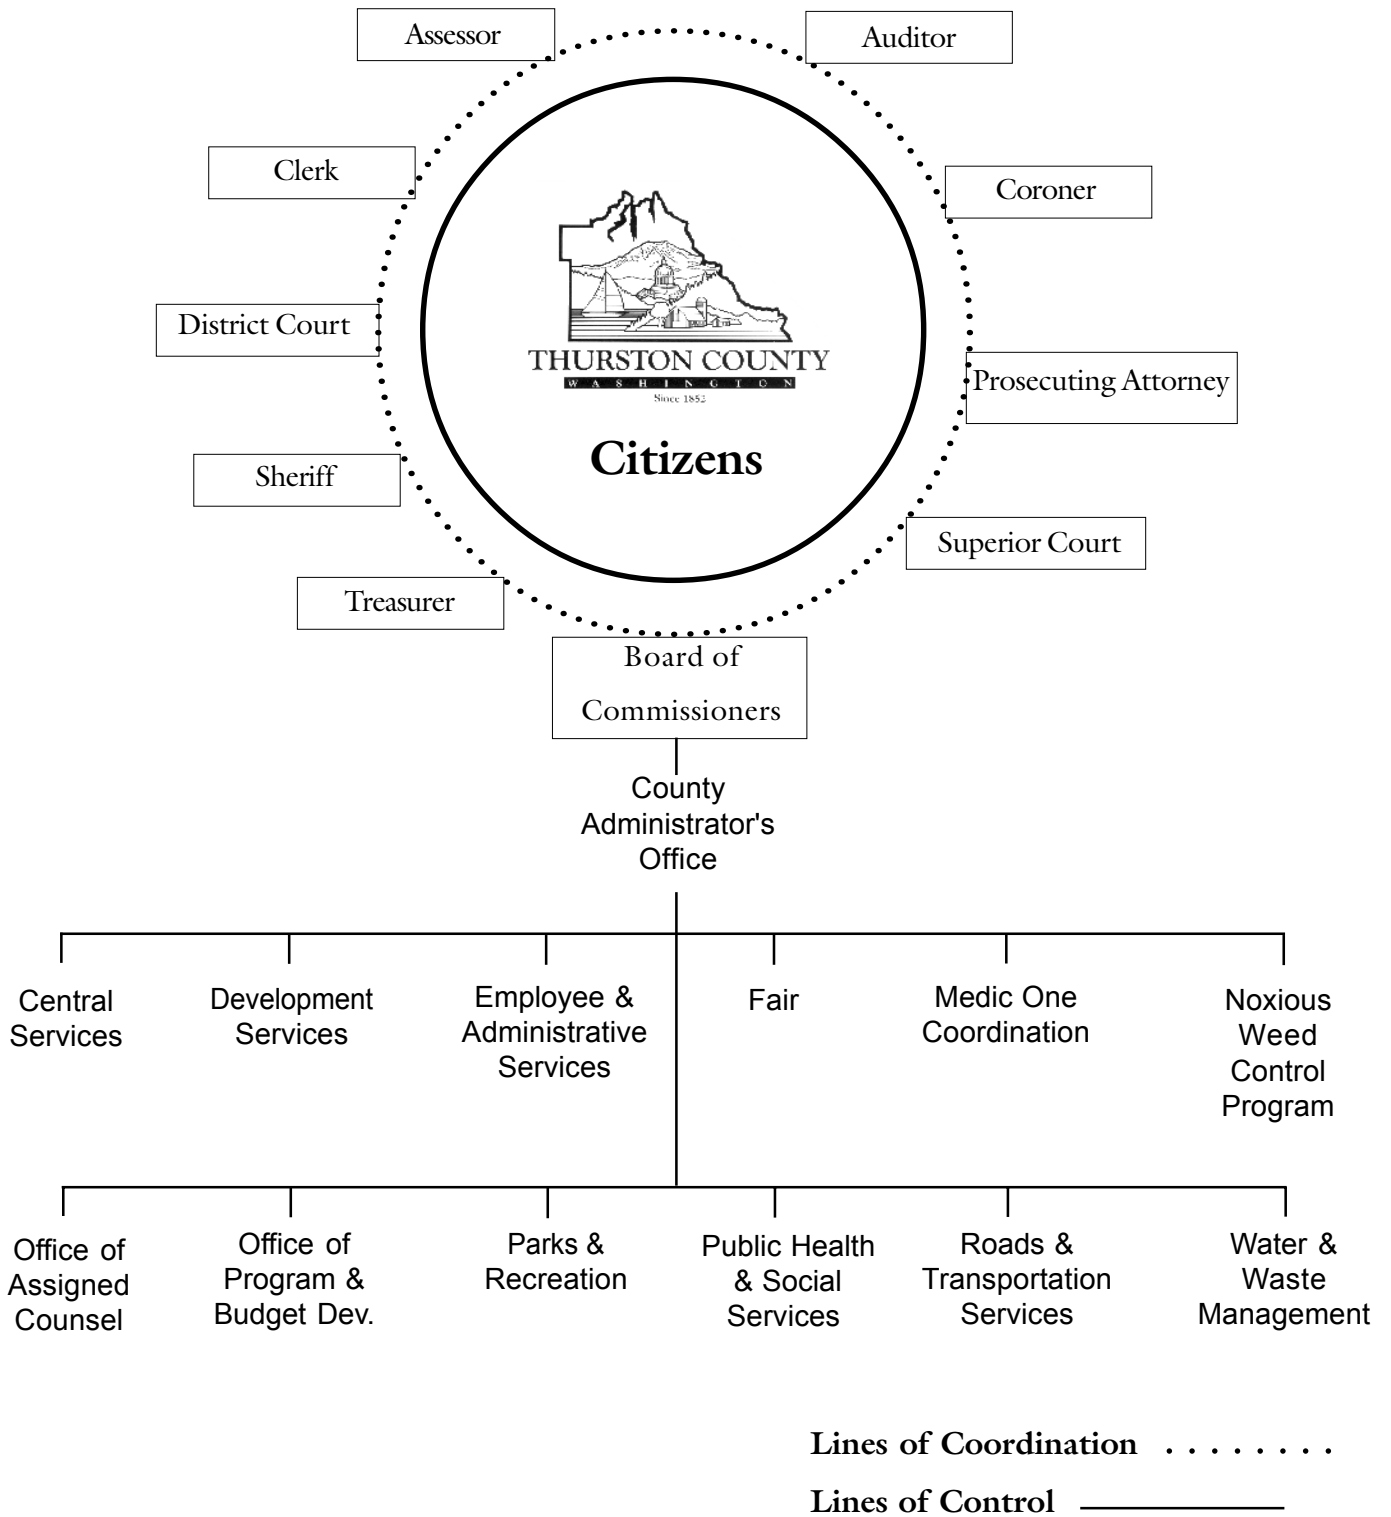 Assessor
Auditor
Clerk
Coroner
District Court
Prosecuting Attorney
Sheriff
Superior Court
Treasurer
THURSTON COUNTY
WASHINGTON
Since 1852
Citizens
Board of
Commissioners
County
Administrator's
Office
Central
Services
Development
Services
Employee &
Administrative
Services
Fair
Medic One
Coordination
Noxious
Weed
Control
Program
Office of
Assigned
Counsel
Office of
Program &
Budget Dev.
Parks &
Recreation
Public Health
& Social
Services
Roads &
Transportation
Services
Water &
Waste
Management
Lines of Coordination . . . . . . . .
Lines of Control